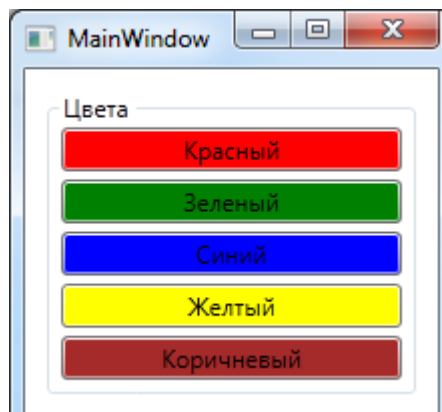 MainWindow
Цвета
Красный
Зеленый
Синий
Желтый
Коричневый